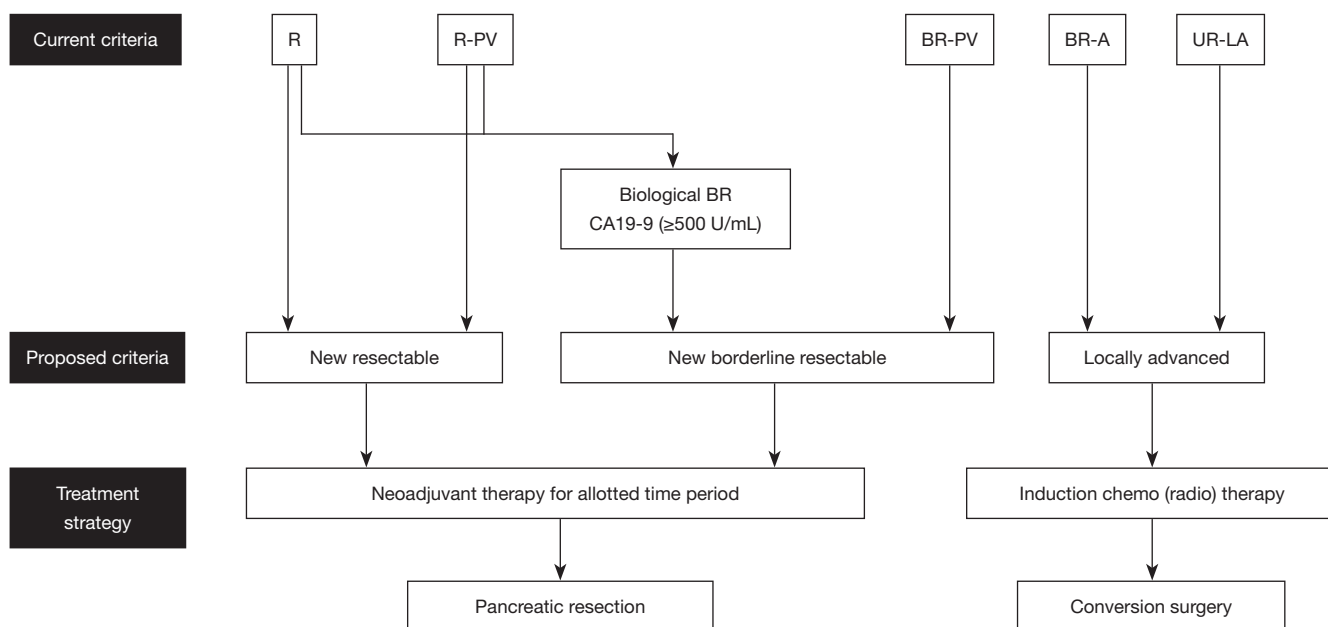 Current criteria
R
R-PV
BR-PV
BR-A
UR-LA
Biological BR
CA19-9 (≥500 U/mL)
Proposed criteria
New resectable
New borderline resectable
Locally advanced
Treatment
strategy
Neoadjuvant therapy for allotted time period
Induction chemo (radio) therapy
Pancreatic resection
Conversion surgery